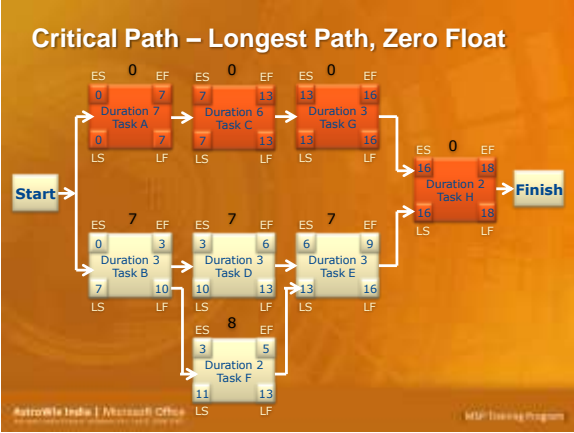 Critical Path – Longest Path, Zero Float
ES 0 EF
0 7
Duration 7
Task A
0 7
LS LF
ES 0 EF
7 13
Duration 6
Task C
7 13
LS LF
ES 0 EF
13 16
Duration 3
Task G
13 16
LS LF
ES 0 EF
16 18
Duration 2
Task H
16 18
LS LF
Start
Finish
ES 7 EF
0 3
Duration 3
Task B
7 10
LS LF
ES 7 EF
3 6
Duration 3
Task D
10 13
LS LF
ES 7 EF
6 9
Duration 3
Task E
13 16
LS LF
ES 8 EF
3 5
Duration 2
Task F
11 13
LS LF
AstroWix India | Microsoft Office
MSP Training Program